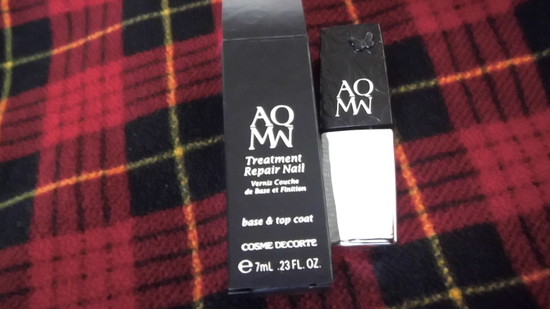 AQ
MW
Treatment
Repair Nail
Verniz Couche
de Base et Finition
base & top coat
COSME DECORTE
e 7mL .23 FL. OZ.
AQ
MW